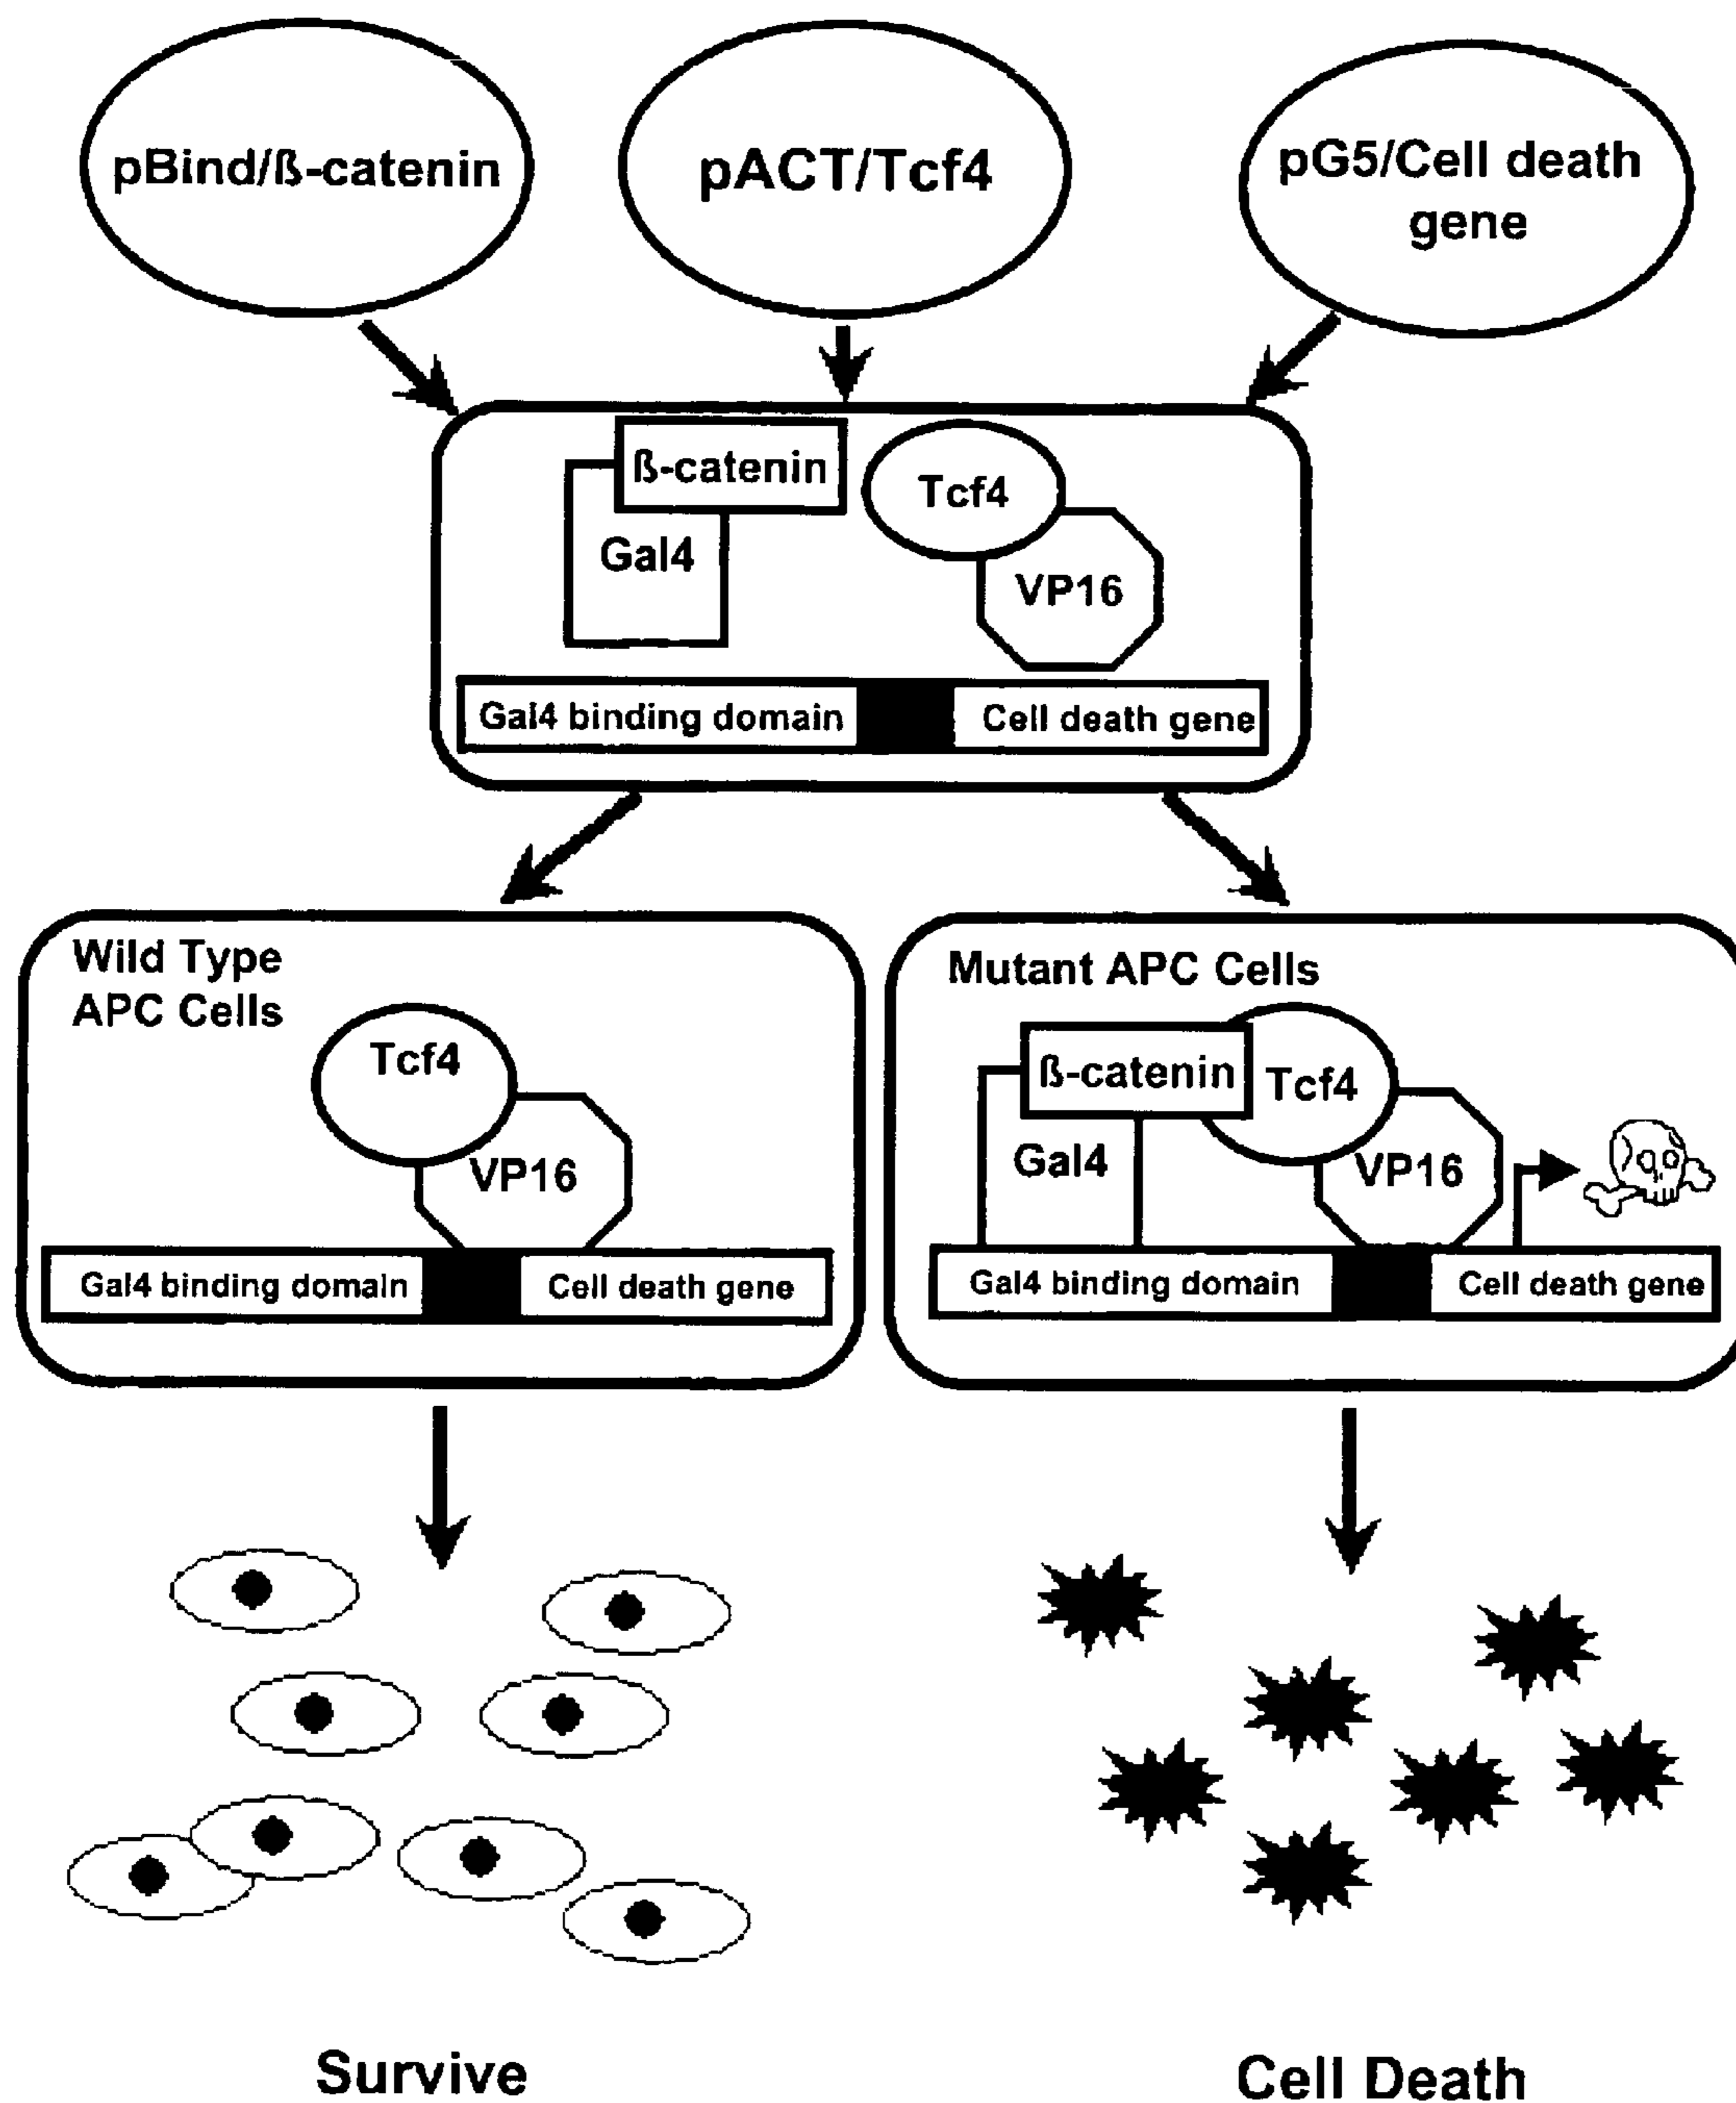 pBind/ß-catenin
pACT/Tcf4
pG5/Cell death
gene
ß-catenin
Tcf4
Gal4
VP16
Gal4 binding domain
Cell death gene
Wild Type
APC Cells
Tcf4
VP16
Gal4 binding domain
Cell death gene
Mutant APC Cells
ß-catenin
Tcf4
Gal4
VP16
Gal4 binding domain
Cell death gene
Survive
Cell Death